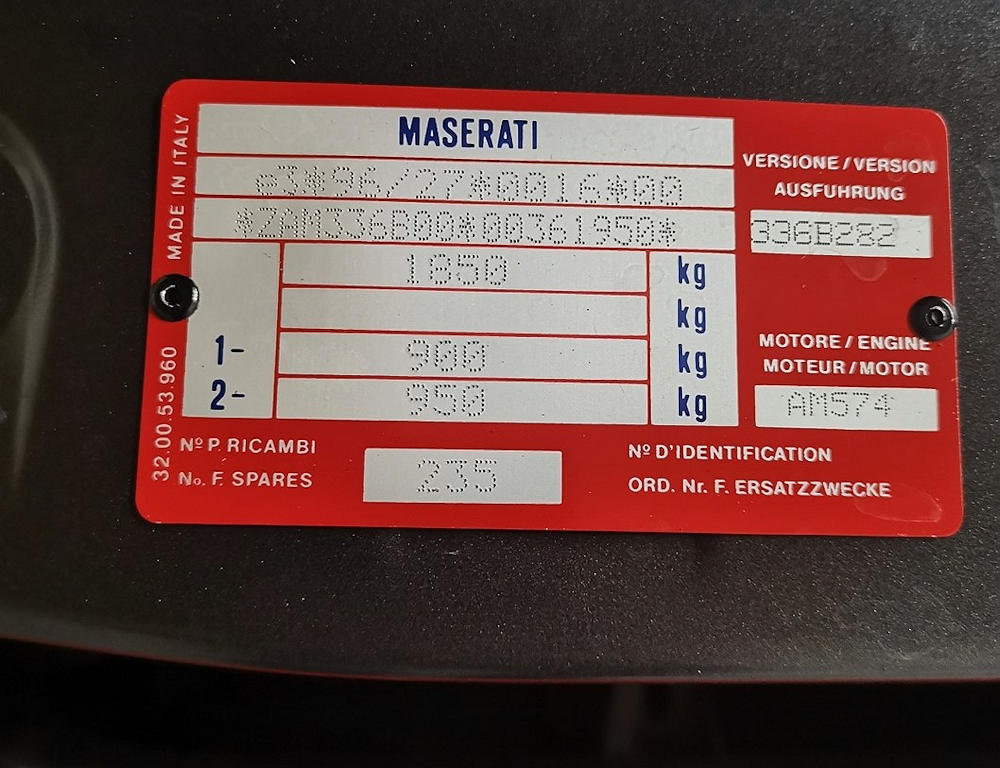 MASERATI
e3*96/27*0016*00
*ZAM336B00*00361950*
1850 kg
kg
1- 900 kg
2- 950 kg
MADE IN ITALY
32.00.53.960
VERSIONE / VERSION
AUSFUHRUNG
336B282
MOTORE / ENGINE
MOTEUR / MOTOR
AM574
Nº P. RICAMBI
No. F. SPARES
235
Nº D'IDENTIFICATION
ORD. Nr. F. ERSATZZWECKE